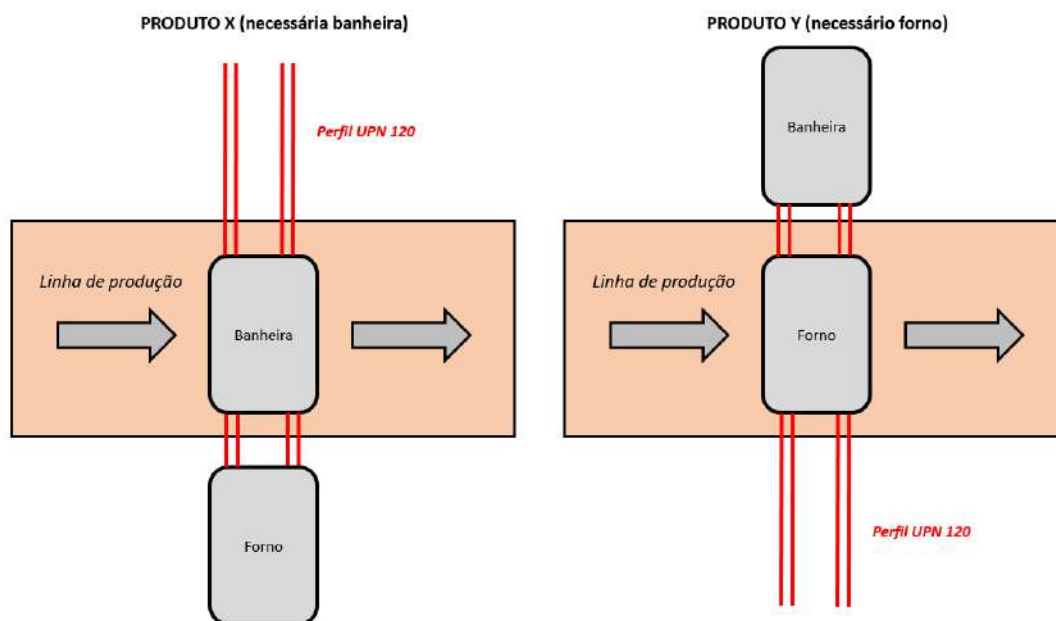 PRODUTO X (necessária banheira)
Perfil UPN 120
Linha de produção
Banheira
Forno
PRODUTO Y (necessário forno)
Banheira
Linha de produção
Forno
Perfil UPN 120